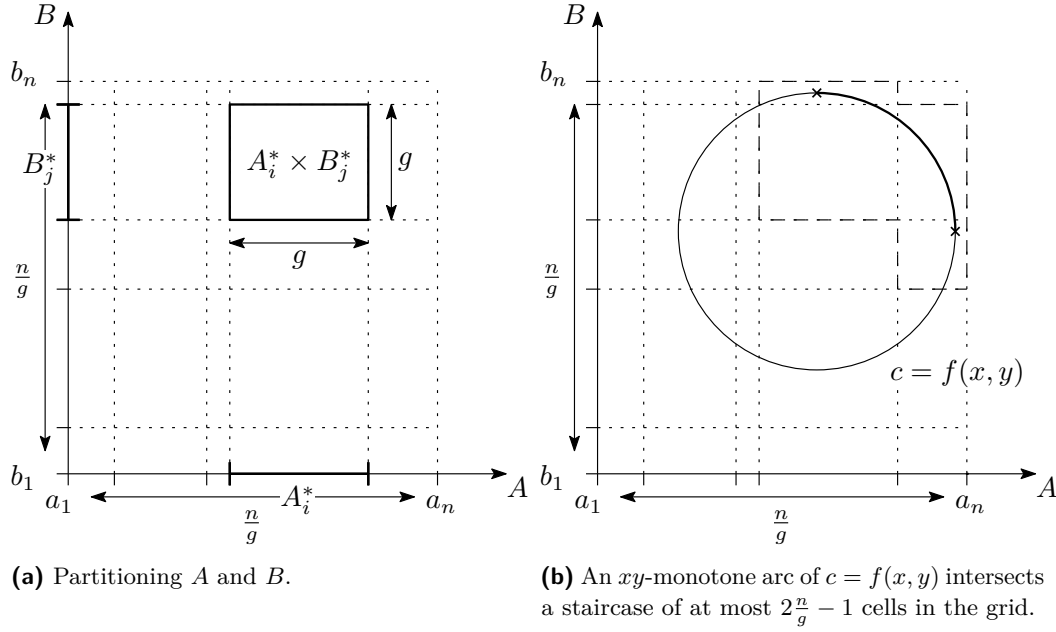 B
b_n
B_j^*
A_i^* × B_j^*
g
g
n/g
b_1
a_1
A_i^*
a_n
A
n/g
(a) Partitioning A and B.
B
b_n
n/g
c = f(x, y)
b_1
a_1
a_n
A
n/g
(b) An xy-monotone arc of c = f(x, y) intersects
a staircase of at most 2 n/g − 1 cells in the grid.